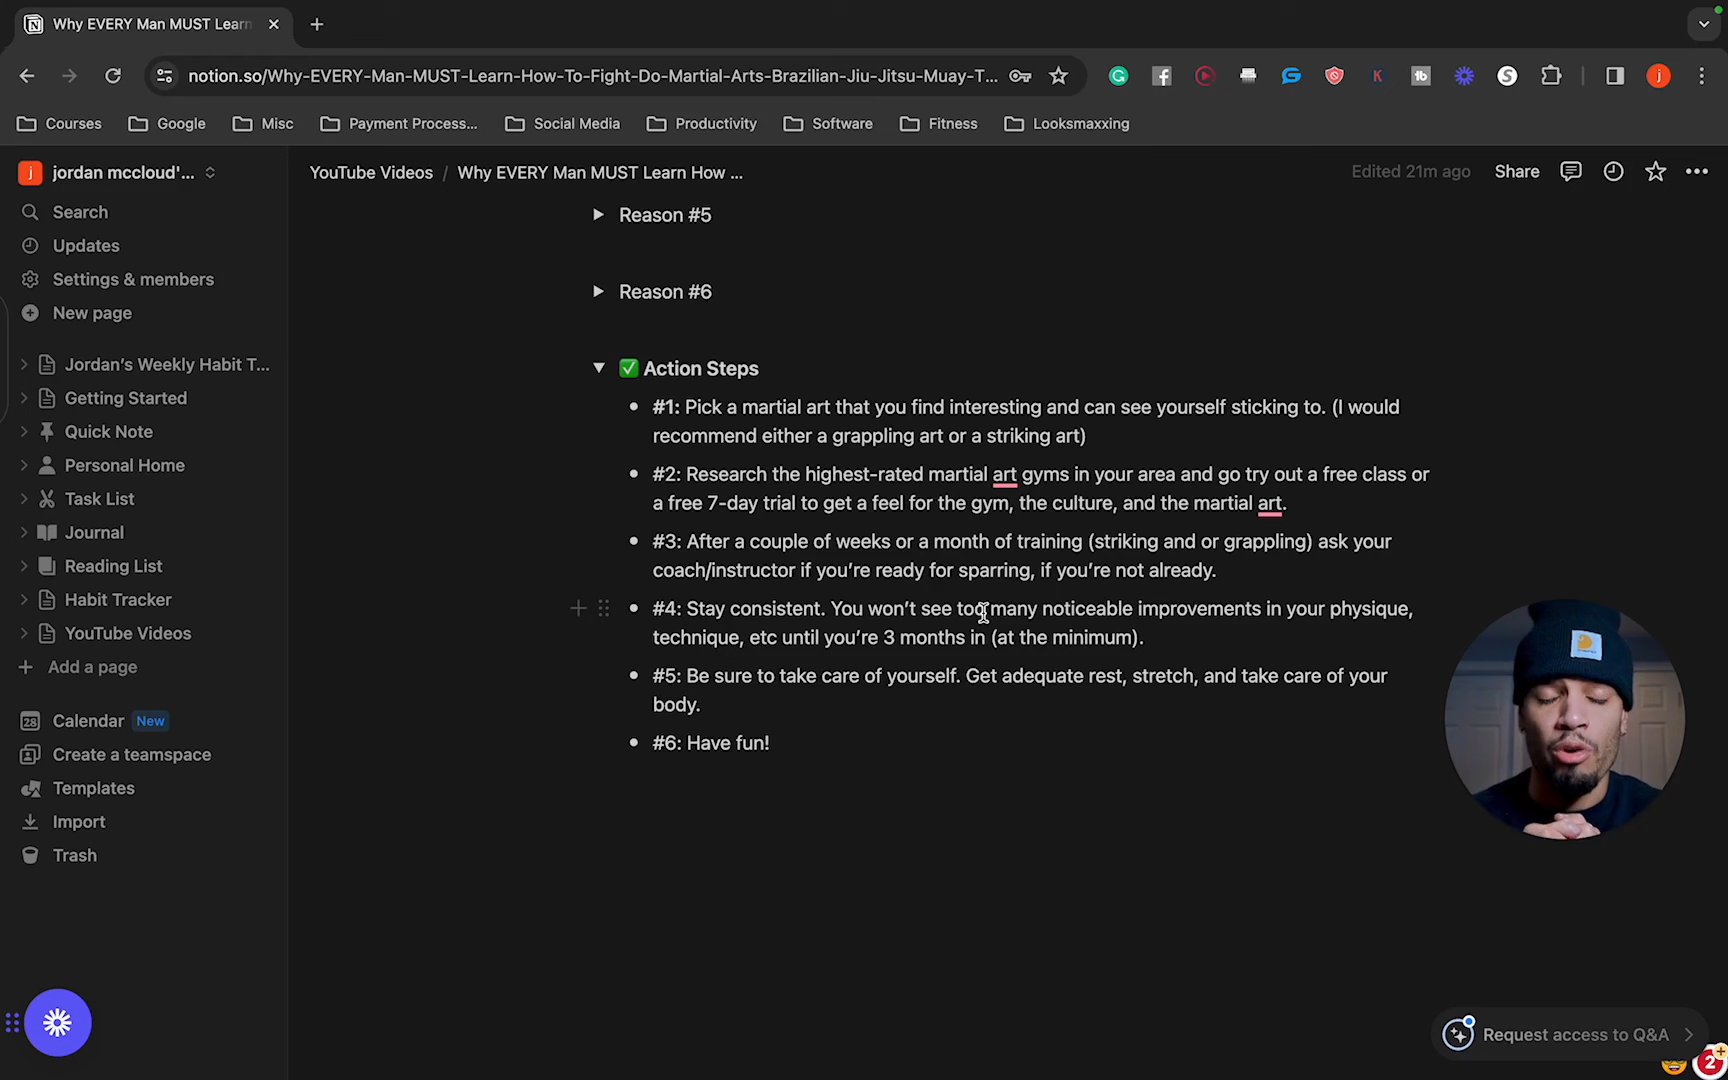 Why EVERY Man MUST Learn
notion.so/Why-EVERY-Man-MUST-Learn-How-To-Fight-Do-Martial-Arts-Brazilian-Jiu-Jitsu-Muay-T...
Courses
Google
Misc
Payment Process...
Social Media
Productivity
Software
Fitness
Looksmaxxing
jordan mccloud'...
YouTube Videos / Why EVERY Man MUST Learn How ...
Edited 21m ago
Share
Search
Updates
Settings & members
New page
Jordan's Weekly Habit T...
Getting Started
Quick Note
Personal Home
Task List
Journal
Reading List
Habit Tracker
YouTube Videos
Add a page
Calendar New
Create a teamspace
Templates
Import
Trash
Reason #5
Reason #6
✅ Action Steps
#1: Pick a martial art that you find interesting and can see yourself sticking to. (I would
recommend either a grappling art or a striking art)
#2: Research the highest-rated martial art gyms in your area and go try out a free class or
a free 7-day trial to get a feel for the gym, the culture, and the martial art.
#3: After a couple of weeks or a month of training (striking and or grappling) ask your
coach/instructor if you're ready for sparring, if you're not already.
#4: Stay consistent. You won't see too many noticeable improvements in your physique,
technique, etc until you're 3 months in (at the minimum).
#5: Be sure to take care of yourself. Get adequate rest, stretch, and take care of your
body.
#6: Have fun!
Request access to Q&A
2